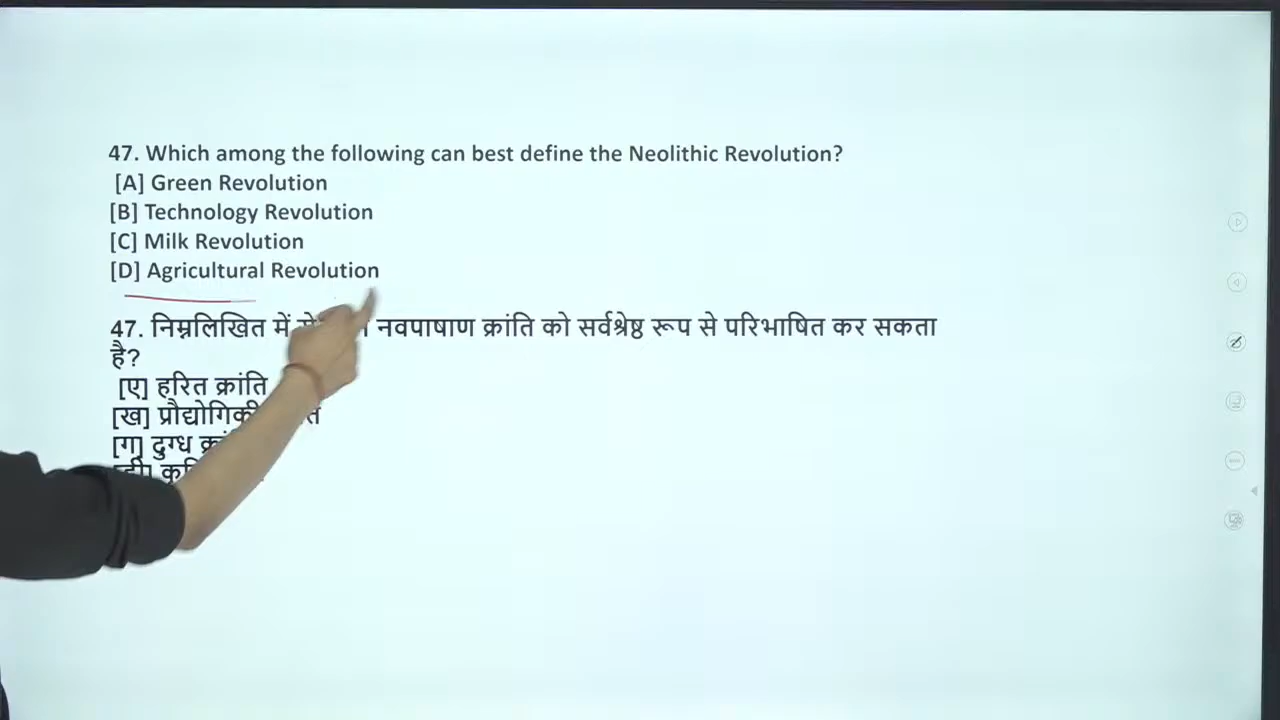 47. Which among the following can best define the Neolithic Revolution?
[A] Green Revolution
[B] Technology Revolution
[C] Milk Revolution
[D] Agricultural Revolution
47. निम्नलिखित में नवपाषाण क्रांति को सर्वश्रेष्ठ रूप से परिभाषित कर सकता
है?
[ए] हरित क्रांति
[ख] प्रौद्योगिकी
[ग] दुग्ध